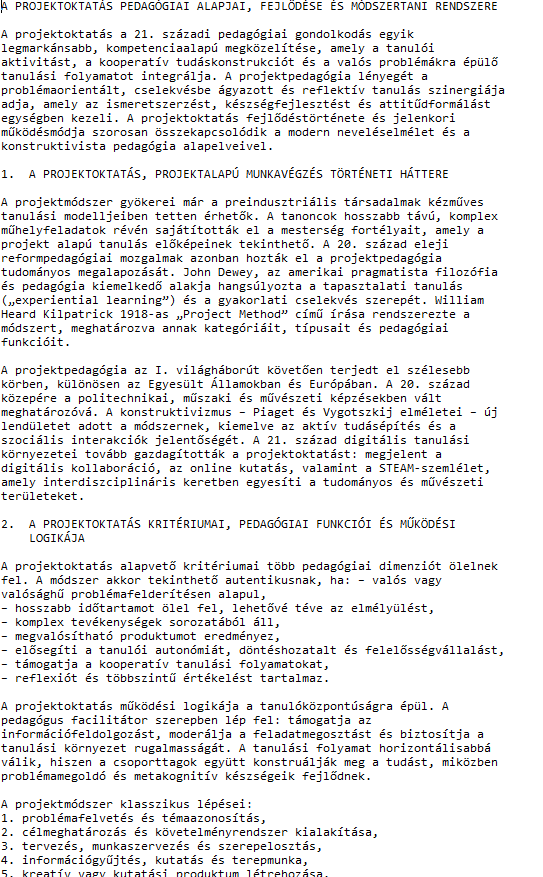 A PROJEKTOKTATÁS PEDAGÓGIAI ALAPJAI, FEJLŐDÉSE ÉS MÓDSZERTANI RENDSZERE
A projektoktatás a 21. századi pedagógiai gondolkodás egyik
legmarkánsabb, kompetenciaalapú megközelítése, amely a tanulói
aktivitást, a kooperatív tudáskonstrukciót és a valós problémákra épülő
tanulási folyamatot integrálja. A projektpedagógia lényegét a
problémaorientált, cselekvésbe ágyazott és reflektív tanulás szinergiája
adja, amely az ismeretszerzést, készségfejlesztést és attitűdformálást
egységben kezeli. A projektoktatás fejlődéstörténete és jelenkori
működésmódja szorosan összekapcsolódik a modern neveléselmélet és a
konstruktivista pedagógia alapelveivel.
1. A PROJEKTOKTATÁS, PROJEKTALAPÚ MUNKAVÉGZÉS TÖRTÉNETI HÁTTERE
A projektmódszer gyökerei már a preindusztriális társadalmak kézműves
tanulási modelljeiben tetten érhetők. A tanoncok hosszabb távú, komplex
műhelyfeladatok révén sajátították el a mesterség fortélyait, amely a
projekt alapú tanulás előképeinek tekinthető. A 20. század eleji
reformpedagógiai mozgalmak azonban hozták el a projektpedagógia
tudományos megalapozását. John Dewey, az amerikai pragmatista filozófia
és pedagógia kiemelkedő alakja hangsúlyozta a tapasztalati tanulás
(„experiential learning”) és a gyakorlati cselekvés szerepét. William
Heard Kilpatrick 1918-as „Project Method” című írása rendszerezte a
módszert, meghatározva annak kategóriáit, típusait és pedagógiai
funkcióit.
A projektpedagógia az I. világháborút követően terjedt el szélesebb
körben, különösen az Egyesült Államokban és Európában. A 20. század
közepére a politechnikai, műszaki és művészeti képzésekben vált
meghatározóvá. A konstruktivizmus – Piaget és Vygotszkij elméletei – új
lendületet adott a módszernek, kiemelve az aktív tudásépítés és a
szociális interakciók jelentőségét. A 21. század digitális tanulási
környezetei tovább gazdagították a projektoktatást: megjelent a
digitális kollaboráció, az online kutatás, valamint a STEAM-szemlélet,
amely interdiszciplináris keretben egyesíti a tudományos és művészeti
területeket.
2. A PROJEKTOKTATÁS KRITÉRIUMAI, PEDAGÓGIAI FUNKCIÓI ÉS MŰKÖDÉSI
LOGIKÁJA
A projektoktatás alapvető kritériumai több pedagógiai dimenziót ölelnek
fel. A módszer akkor tekinthető autentikusnak, ha: – valós vagy
valósághű problémafelderítésen alapul,
– hosszabb időtartamot ölel fel, lehetővé téve az elmélyülést,
– komplex tevékenységek sorozatából áll,
– megvalósítható produktumot eredményez,
– elősegíti a tanulói autonómiát, döntéshozatalt és felelősségvállalást,
– támogatja a kooperatív tanulási folyamatokat,
– reflexiót és többszintű értékelést tartalmaz.
A projektoktatás működési logikája a tanulóközpontúságra épül. A
pedagógus facilitátor szerepben lép fel: támogatja az
információfeldolgozást, moderálja a feladatmegosztást és biztosítja a
tanulási környezet rugalmasságát. A tanulási folyamat horizontálisabbá
válik, hiszen a csoporttagok együtt konstruálják meg a tudást, miközben
problémamegoldó és metakognitív készségeik fejlődnek.
A projektmódszer klasszikus lépései:
1. problémafelvetés és témaazonosítás,
2. célmeghatározás és követelményrendszer kialakítása,
3. tervezés, munkaszervezés és szereposztás,
4. információgyűjtés, kutatás és terepmunka,
5. kreatív vagy kutatási produktum létrehozása,